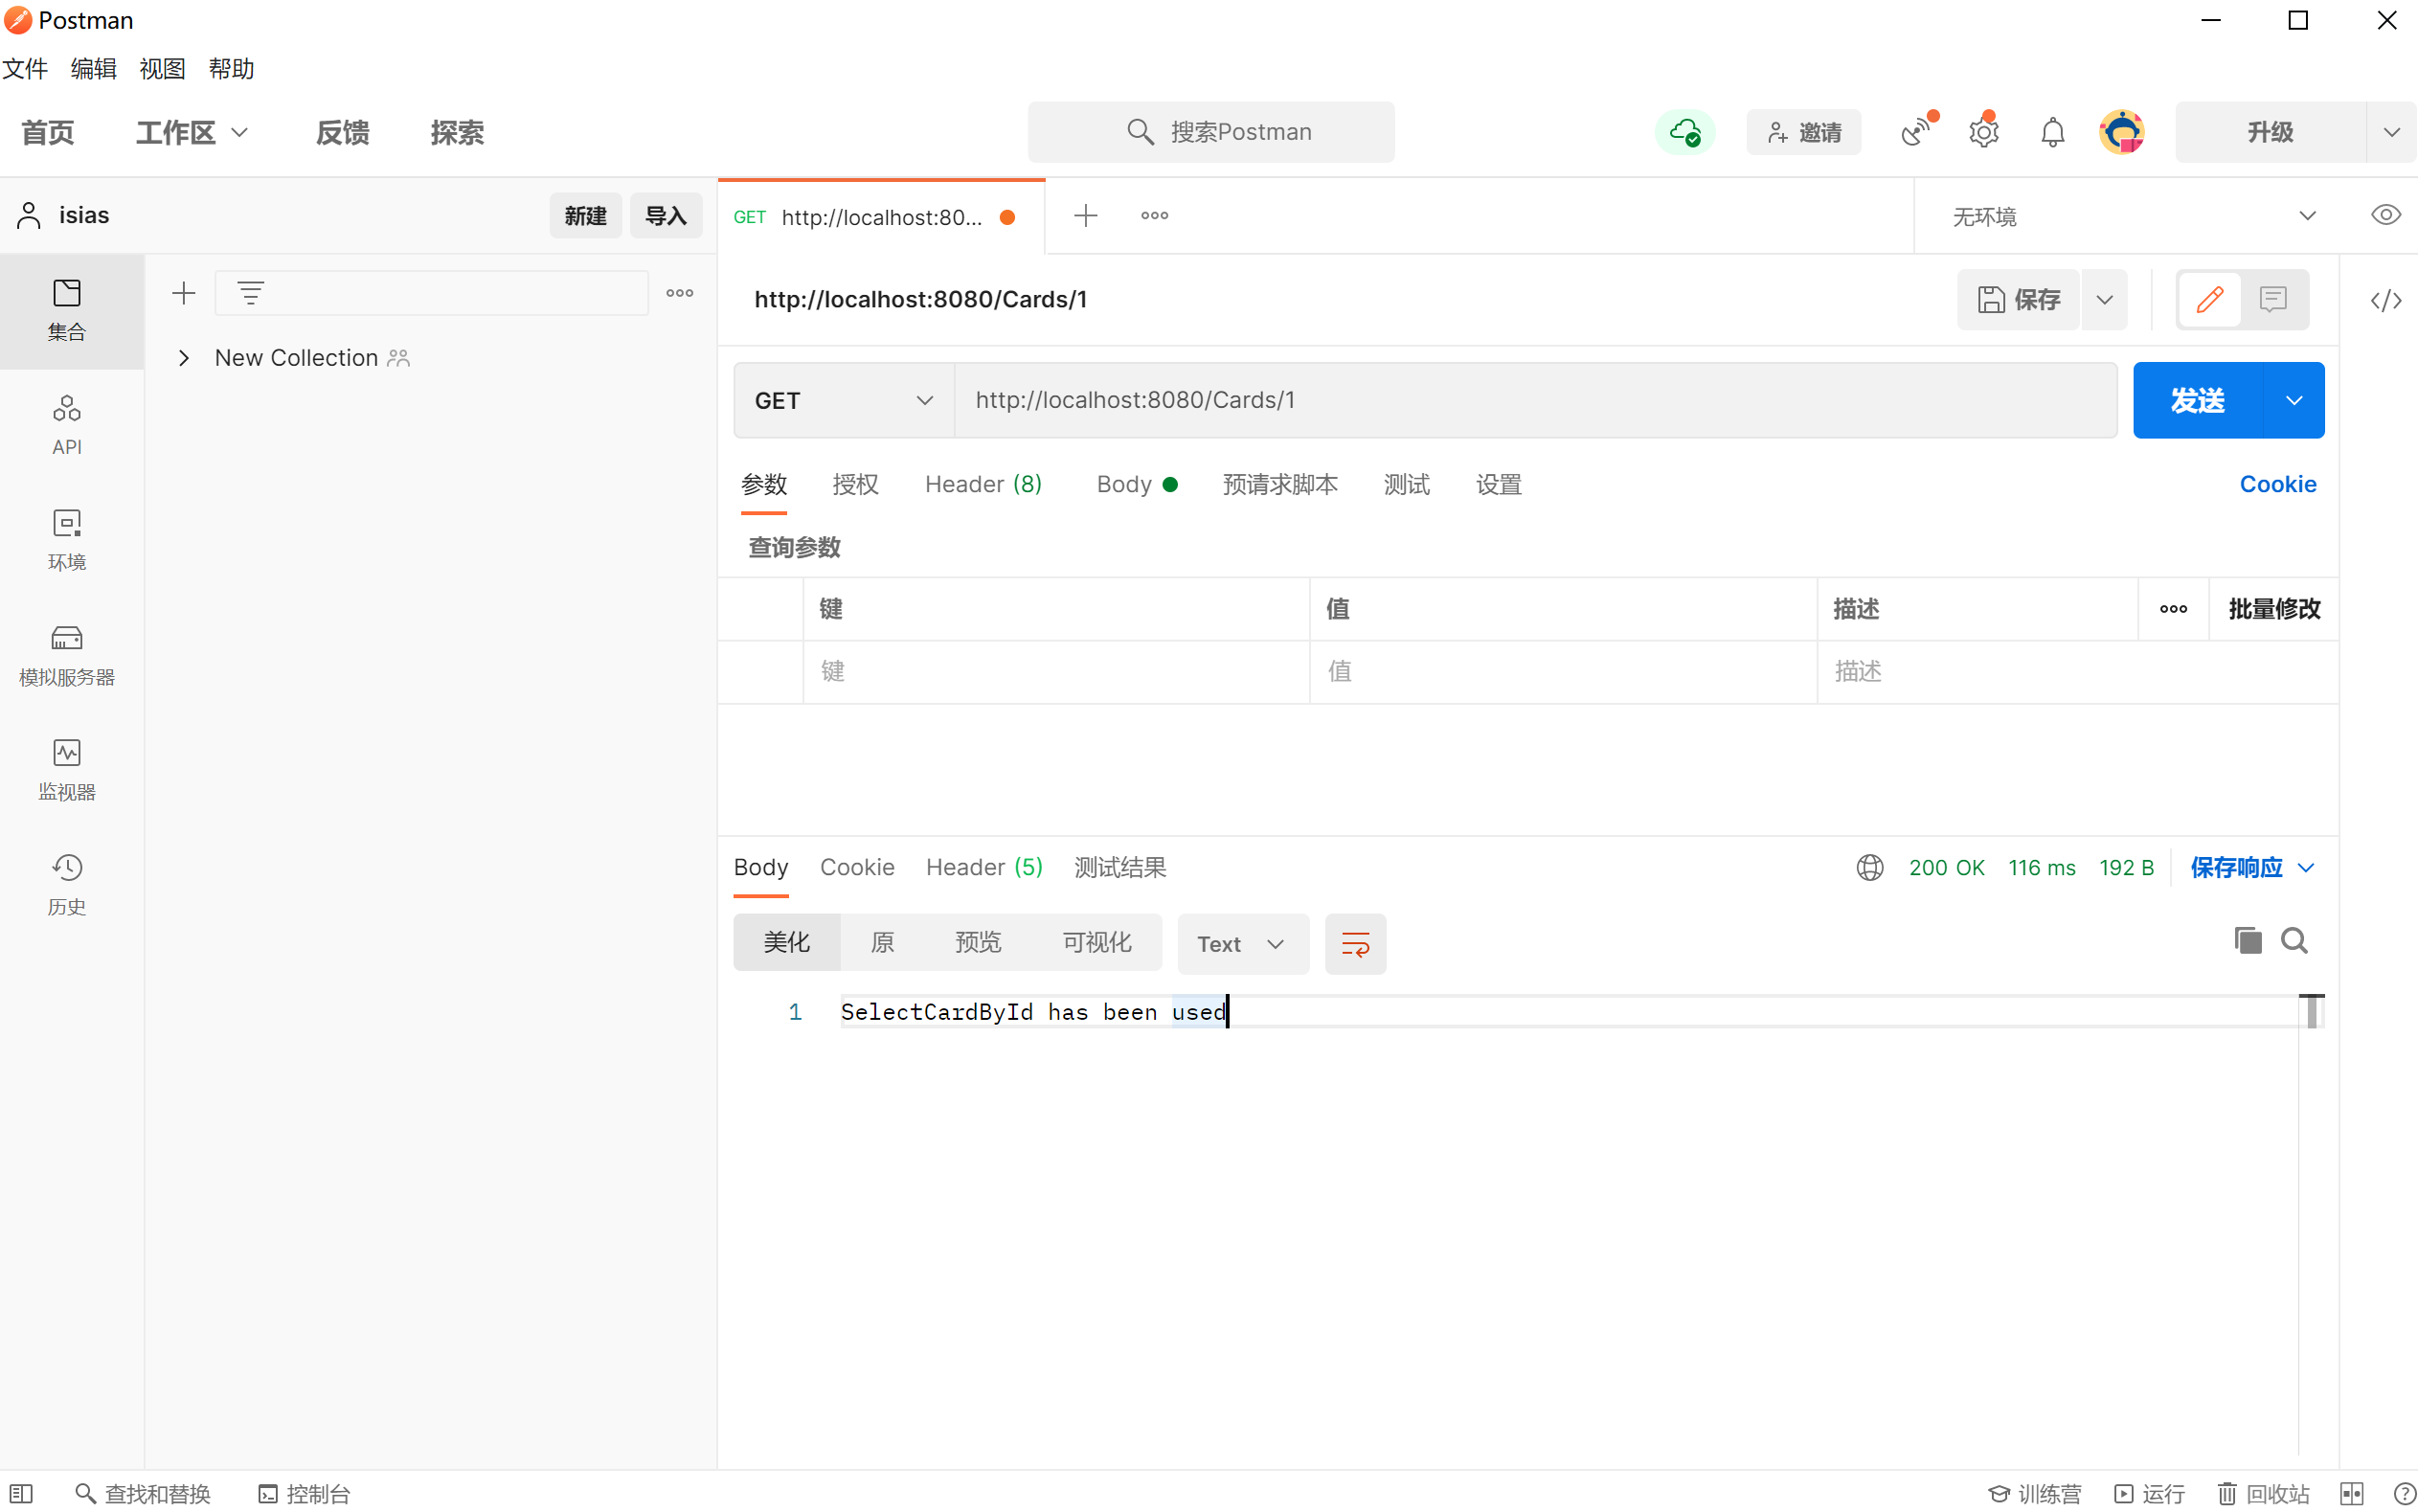 Postman
文件 编辑 视图 帮助
首页 工作区 反馈 探索 搜索Postman 邀请 升级
isias 新建 导入 GET http://localhost:80... 无环境
集合
API
环境
模拟服务器
监视器
历史
New Collection
http://localhost:8080/Cards/1 保存
GET http://localhost:8080/Cards/1 发送
参数 授权 Header (8) Body 预请求脚本 测试 设置 Cookie
查询参数
键 值 描述 批量修改
键 值 描述
Body Cookie Header (5) 测试结果 200 OK 116 ms 192 B 保存响应
美化 原 预览 可视化 Text
1 SelectCardById has been used
查找和替换 控制台 训练营 运行 回收站